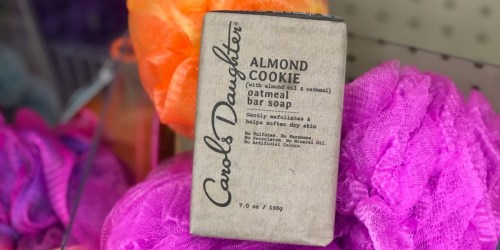 Carol's Daughter®
ALMOND
COOKIE
(with almond oil & oatmeal)
oatmeal
bar soap
Gently exfoliates &
helps soften dry skin
No Sulfates. No Parabens.
No Petrolatum. No Mineral Oil.
No Artificial Colors.
7.0 oz / 198g